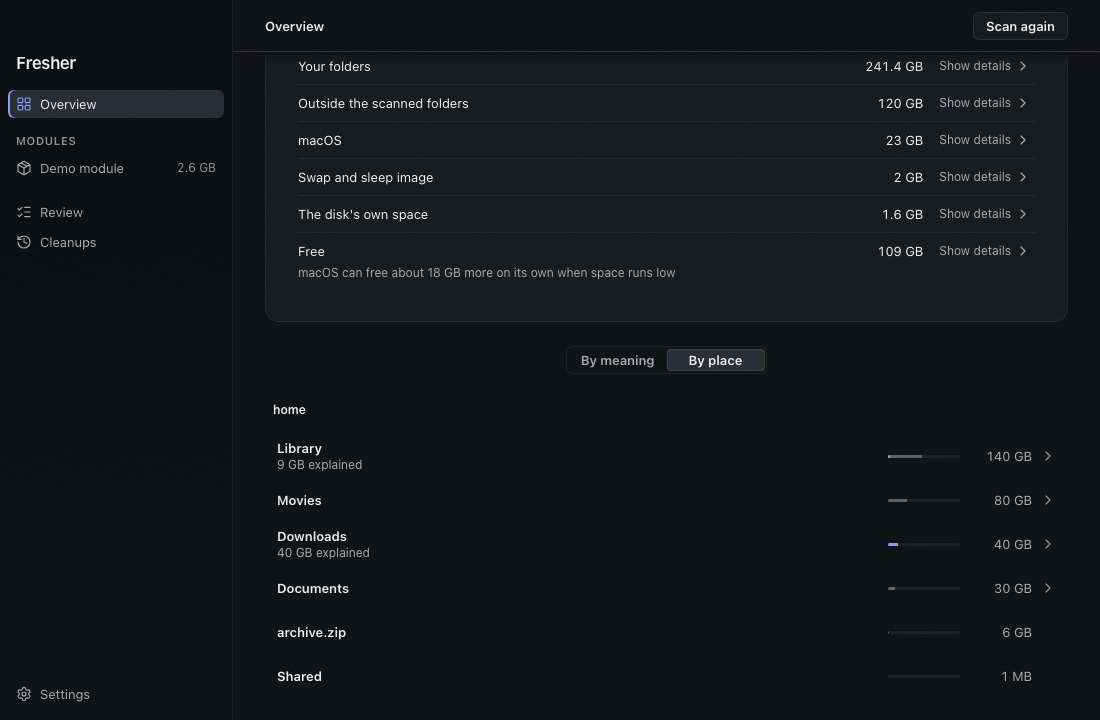 Fresher
Overview
MODULES
Demo module 2.6 GB
Review
Cleanups
Settings
Overview
Scan again
Your folders 241.4 GB Show details
Outside the scanned folders 120 GB Show details
macOS 23 GB Show details
Swap and sleep image 2 GB Show details
The disk's own space 1.6 GB Show details
Free 109 GB Show details
macOS can free about 18 GB more on its own when space runs low
By meaning By place
home
Library 140 GB
9 GB explained
Movies 80 GB
Downloads 40 GB
40 GB explained
Documents 30 GB
archive.zip 6 GB
Shared 1 MB